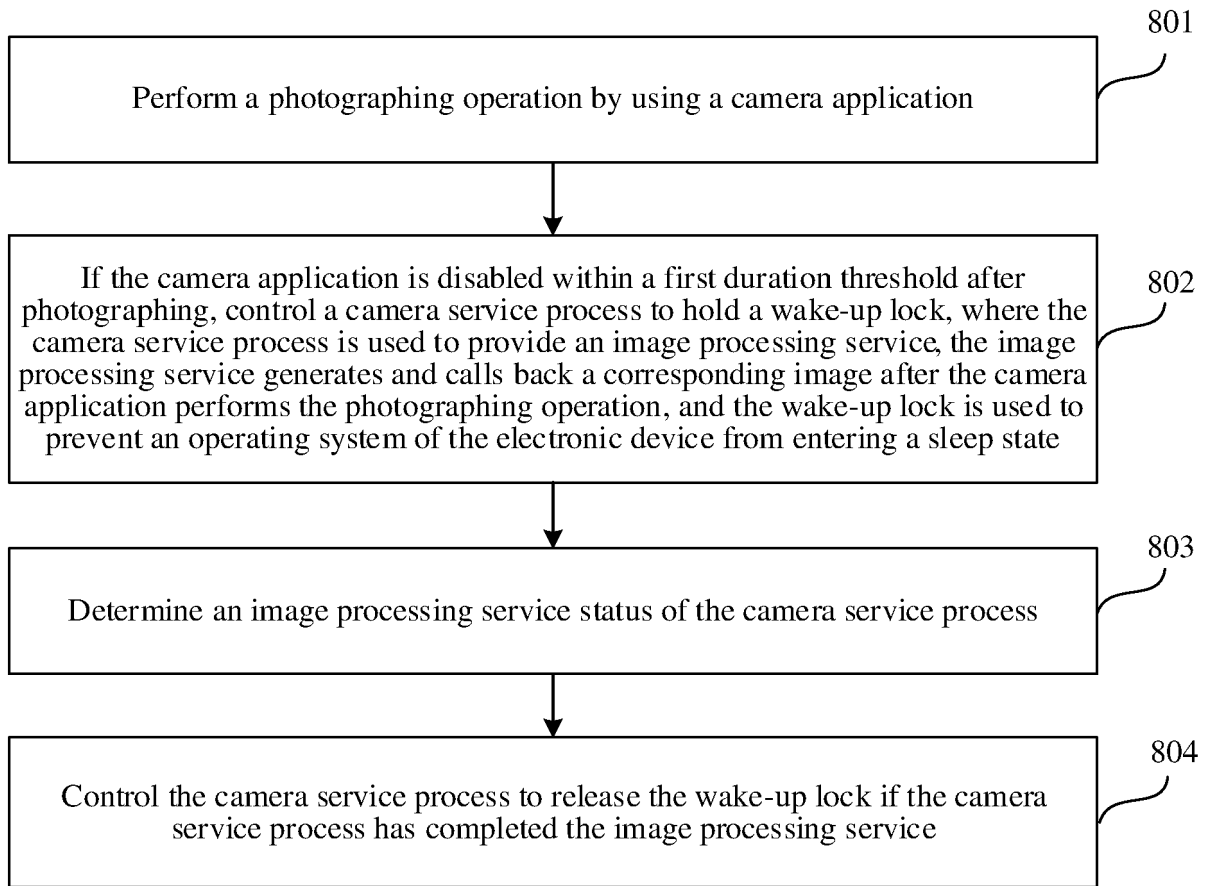 801
Perform a photographing operation by using a camera application
If the camera application is disabled within a first duration threshold after
photographing, control a camera service process to hold a wake-up lock, where the
camera service process is used to provide an image processing service, the image
processing service generates and calls back a corresponding image after the camera
application performs the photographing operation, and the wake-up lock is used to
prevent an operating system of the electronic device from entering a sleep state
802
803
Determine an image processing service status of the camera service process
804
Control the camera service process to release the wake-up lock if the camera
service process has completed the image processing service